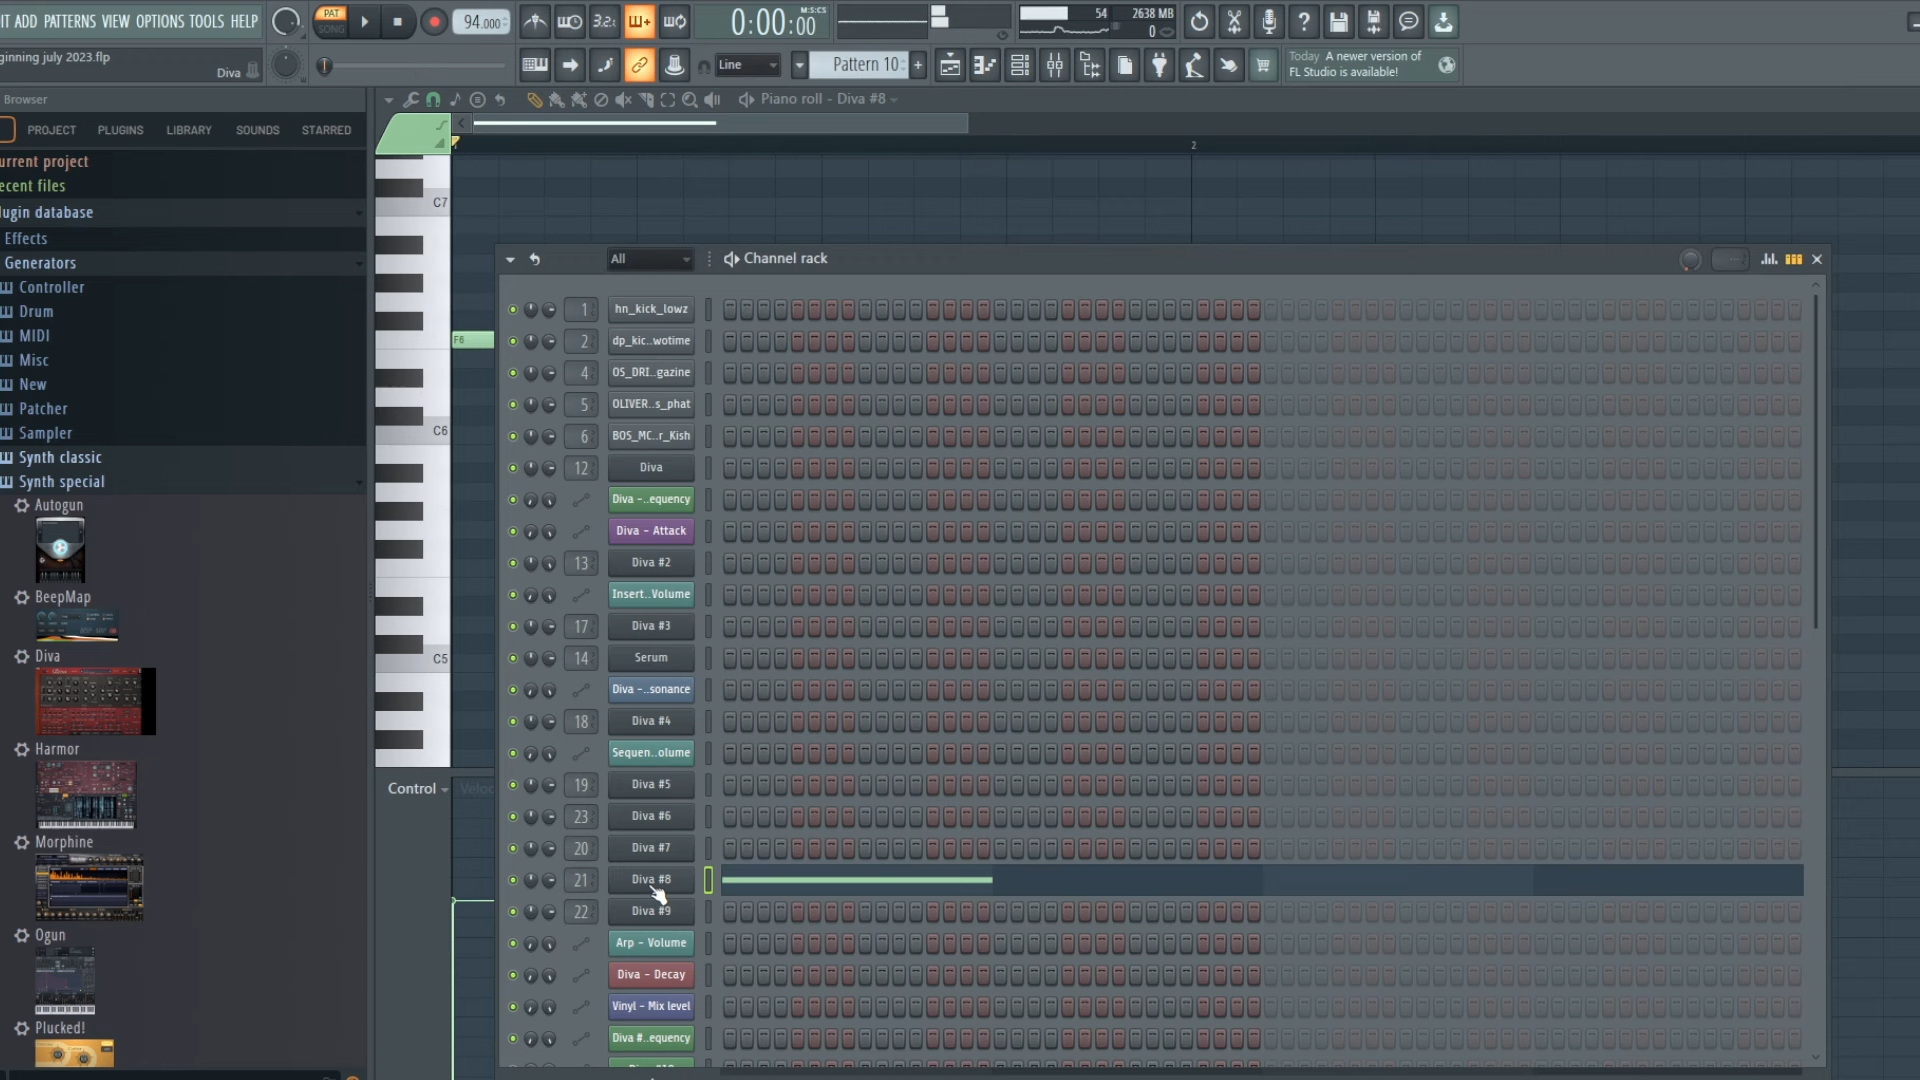 IT ADD PATTERNS VIEW OPTIONS TOOLS HELP
PAT
SONG
94.000
3.2.
0:00:00
M:S:CS
54
2638 MB
0
ginning july 2023.flp
Diva
Line
Pattern 10
+
Today A newer version of
FL Studio is available!
Browser
Piano roll - Diva #8
PROJECT PLUGINS LIBRARY SOUNDS STARRED
urrent project
ecent files
lugin database
Effects
Generators
Controller
Drum
MIDI
Misc
New
Patcher
Sampler
Synth classic
Synth special
Autogun
BeepMap
Diva
Harmor
Morphine
Ogun
Plucked!
2
C7
F6
C6
C5
Control
Veloc
All
Channel rack
1 hn_kick_lowz
2 dp_kic..wotime
4 OS_DRI..gazine
5 OLIVER..s_phat
6 BOS_MC..r_Kish
12 Diva
Diva -..equency
Diva - Attack
13 Diva #2
Insert..Volume
17 Diva #3
14 Serum
Diva -..sonance
18 Diva #4
Sequen..olume
19 Diva #5
23 Diva #6
20 Diva #7
21 Diva #8
22 Diva #9
Arp - Volume
Diva - Decay
Vinyl - Mix level
Diva #..equency